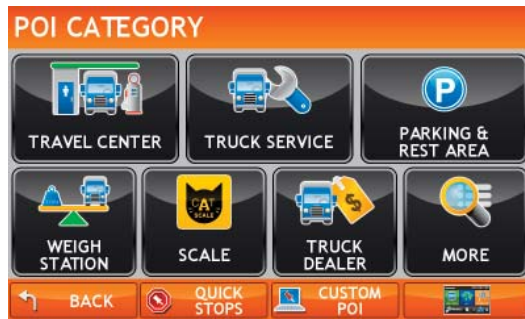 POI CATEGORY
TRAVEL CENTER
TRUCK SERVICE
PARKING &
REST AREA
CAT
SCALE
WEIGH
STATION
SCALE
TRUCK
DEALER
MORE
BACK
QUICK
STOPS
CUSTOM
POI